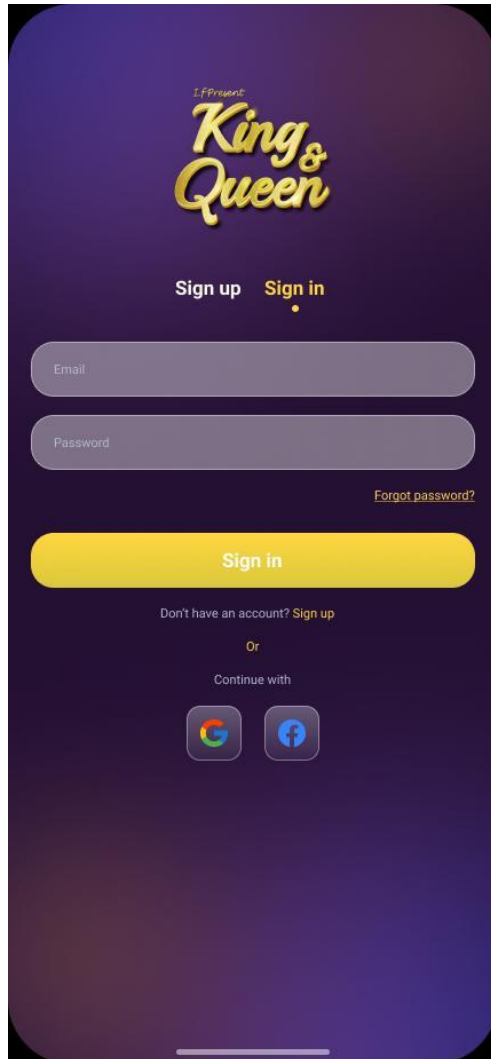 I.F Present
King &
Queen
Sign up Sign in
Email
Password
Forgot password?
Sign in
Don't have an account? Sign up
Or
Continue with